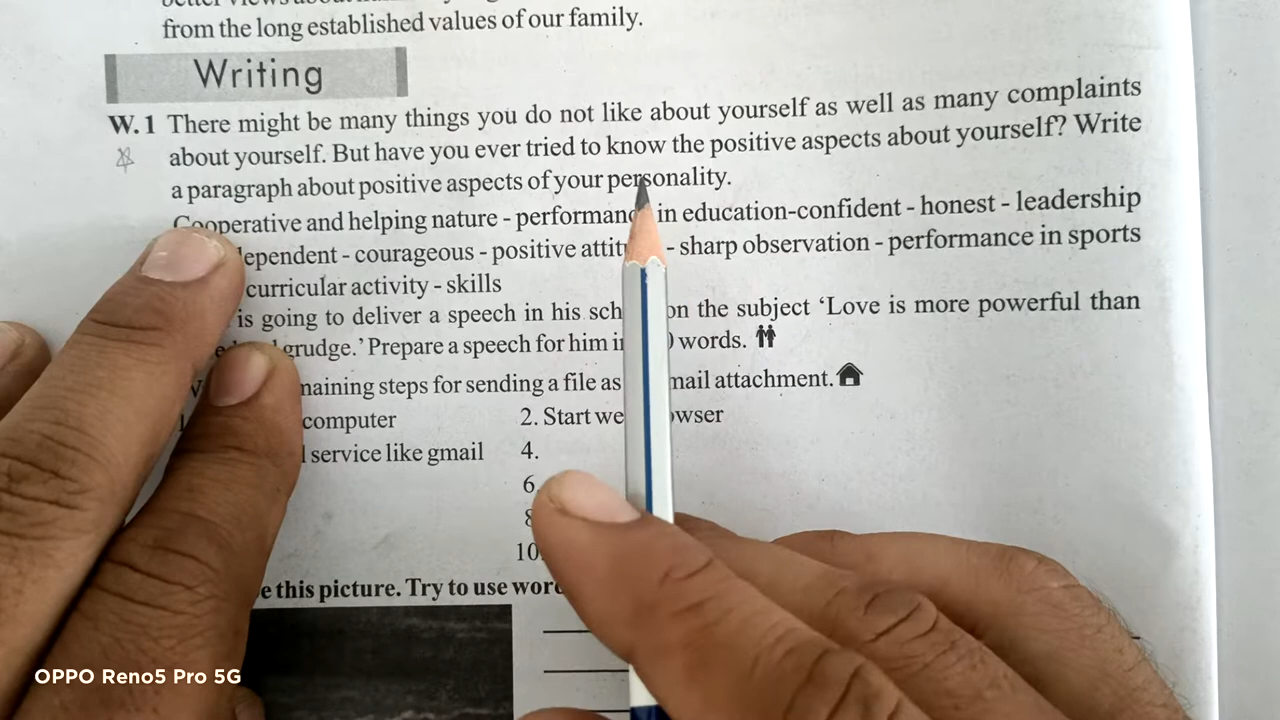 from the long established values of our family.
Writing
W. 1 There might be many things you do not like about yourself as well as many complaints
about yourself. But have you ever tried to know the positive aspects about yourself? Write
a paragraph about positive aspects of your personality.
Cooperative and helping nature - performanc in education-confident - honest - leadership
ependent - courageous - positive attit - sharp observation - performance in sports
curricular activity - skills
is going to deliver a speech in his sch on the subject 'Love is more powerful than
grudge.' Prepare a speech for him i words.
maining steps for sending a file as mail attachment.
computer 2. Start we owser
service like gmail 4.
6.
8
10
e this picture. Try to use wor
OPPO Reno5 Pro 5G